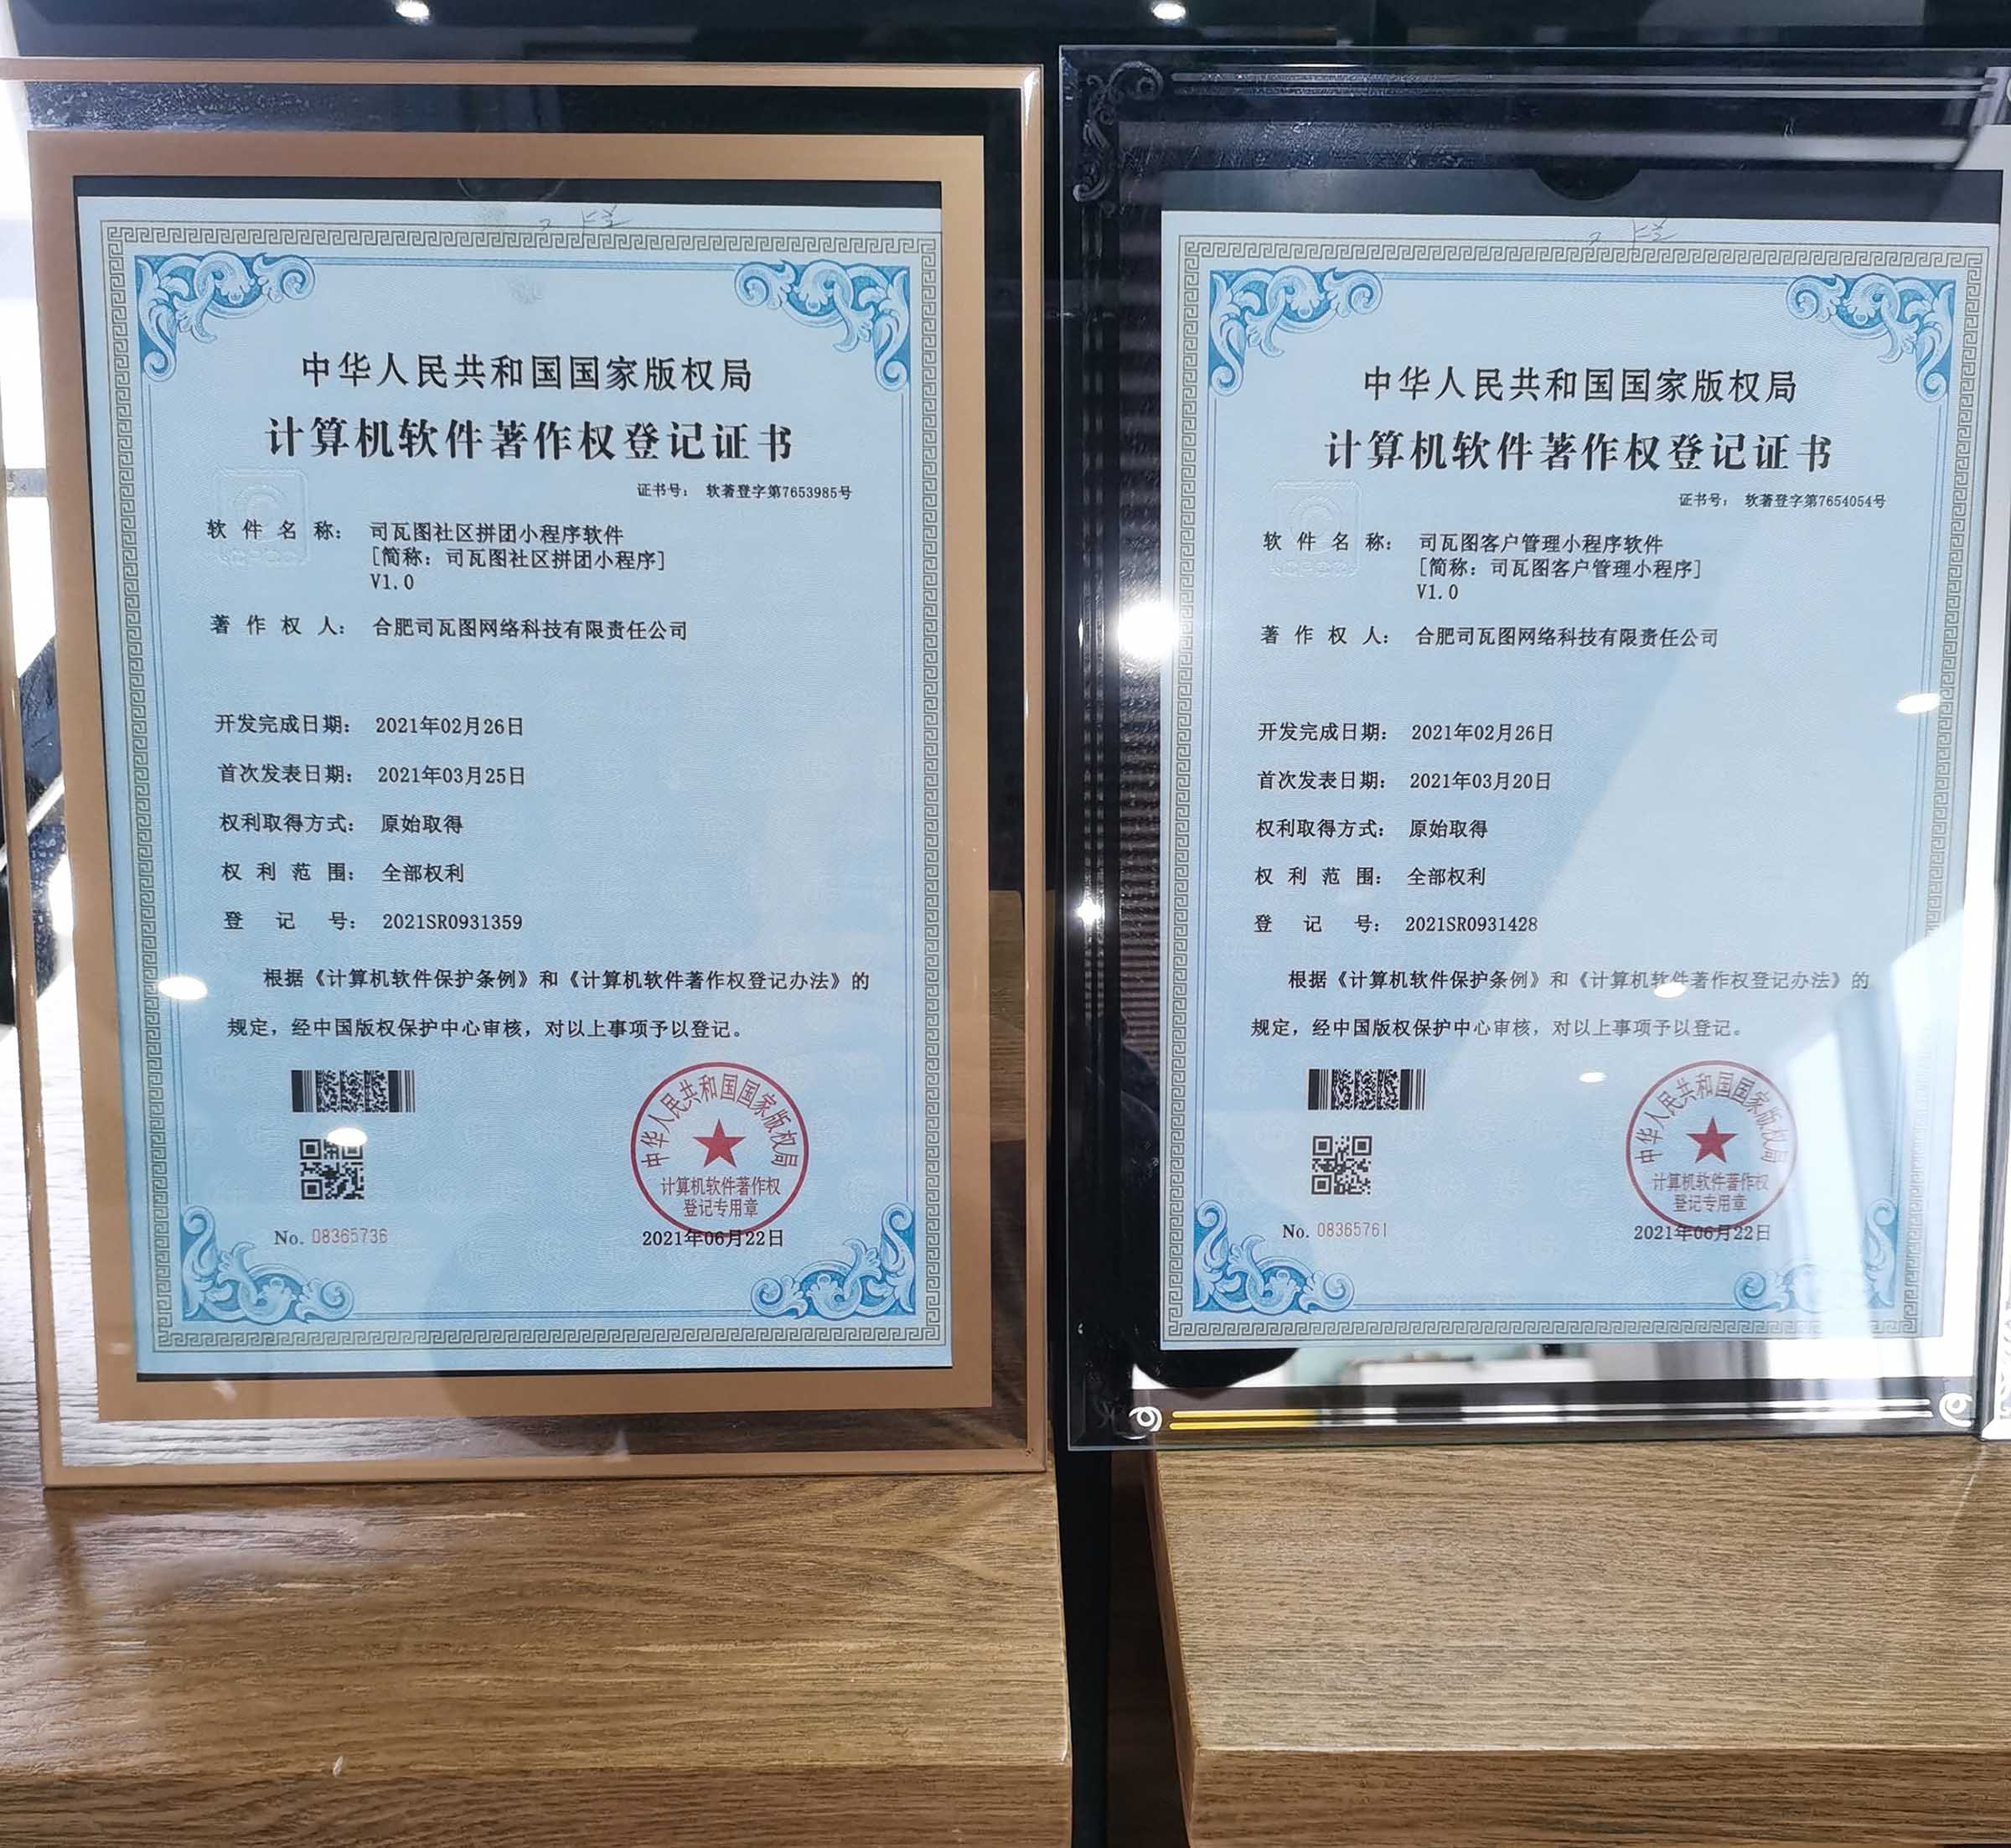 中华人民共和国国家版权局
计算机软件著作权登记证书
证书号： 软著登字第7653985号
软件名称： 司瓦图社区拼团小程序软件
[简称：司瓦图社区拼团小程序]
V1.0
著作权人： 合肥司瓦图网络科技有限责任公司
开发完成日期： 2021年02月26日
首次发表日期： 2021年03月25日
权利取得方式： 原始取得
权利范围： 全部权利
登记号： 2021SR0931359
根据《计算机软件保护条例》和《计算机软件著作权登记办法》的
规定，经中国版权保护中心审核，对以上事项予以登记。
中华人民共和国国家版权局
计算机软件著作权
登记专用章
No. 08365736
2021年06月22日
中华人民共和国国家版权局
计算机软件著作权登记证书
证书号： 软著登字第7654054号
软件名称： 司瓦图客户管理小程序软件
[简称：司瓦图客户管理小程序]
V1.0
著作权人： 合肥司瓦图网络科技有限责任公司
开发完成日期： 2021年02月26日
首次发表日期： 2021年03月20日
权利取得方式： 原始取得
权利范围： 全部权利
登记号： 2021SR0931428
根据《计算机软件保护条例》和《计算机软件著作权登记办法》的
规定，经中国版权保护中心审核，对以上事项予以登记。
中华人民共和国国家版权局
计算机软件著作权
登记专用章
No. 08365761
2021年06月22日